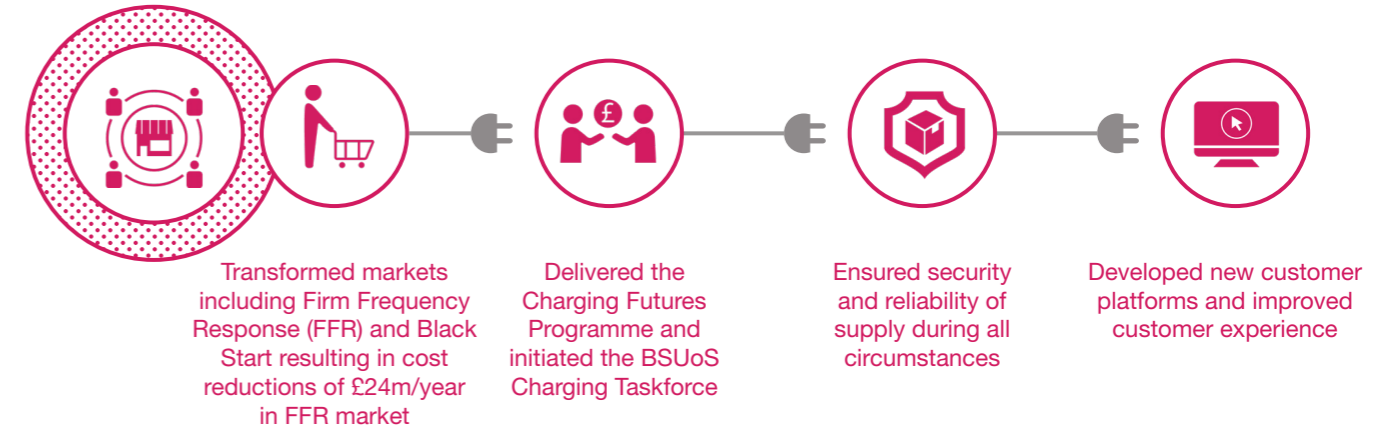 £
Transformed markets
including Firm Frequency
Response (FFR) and Black
Start resulting in cost
reductions of £24m/year
in FFR market
Delivered the
Charging Futures
Programme and
initiated the BSUoS
Charging Taskforce
Ensured security
and reliability of
supply during all
circumstances
Developed new customer
platforms and improved
customer experience